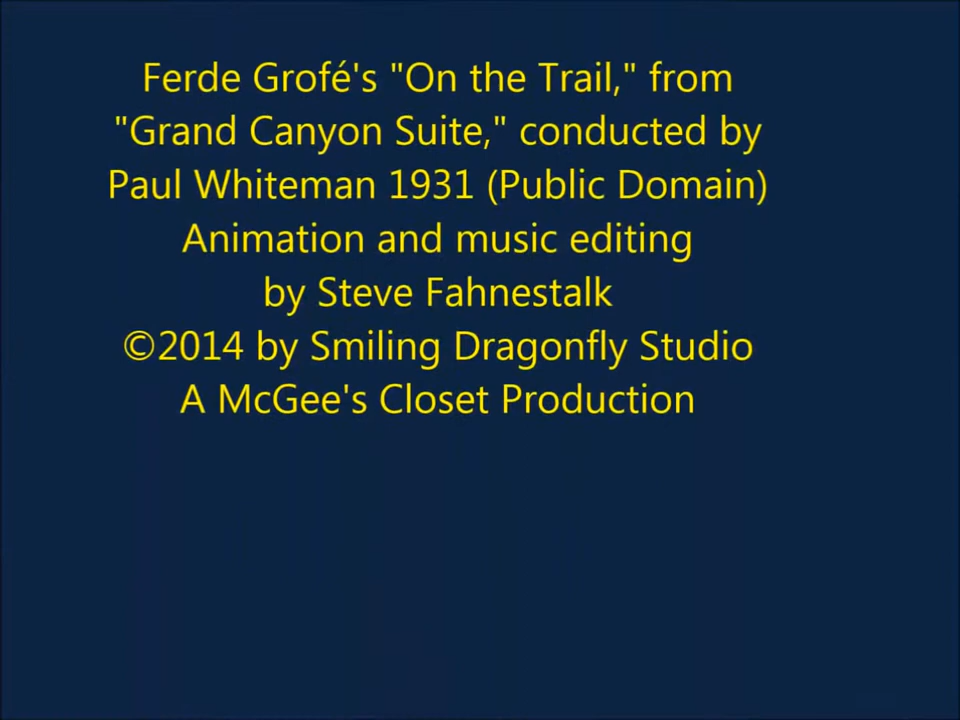 Ferde Grofé's "On the Trail," from
"Grand Canyon Suite," conducted by
Paul Whiteman 1931 (Public Domain)
Animation and music editing
by Steve Fahnestalk
©2014 by Smiling Dragonfly Studio
A McGee's Closet Production